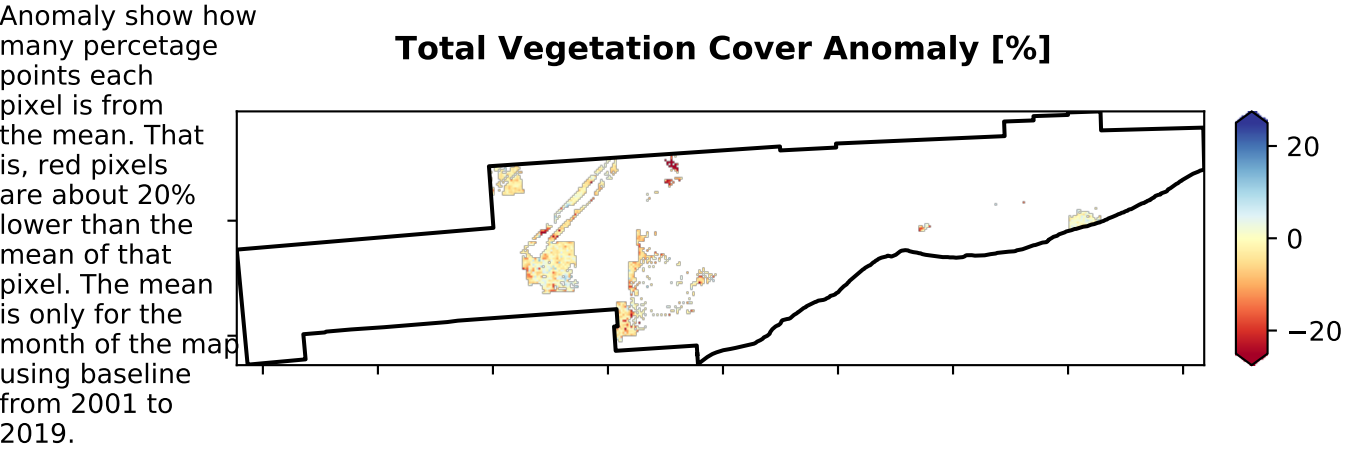 Anomaly show how
many percetage
points each
pixel is from
the mean. That
is, red pixels
are about 20%
lower than the
mean of that
pixel. The mean
is only for the
month of the map
using baseline
from 2001 to
2019.
Total Vegetation Cover Anomaly [%]
20
0
−20